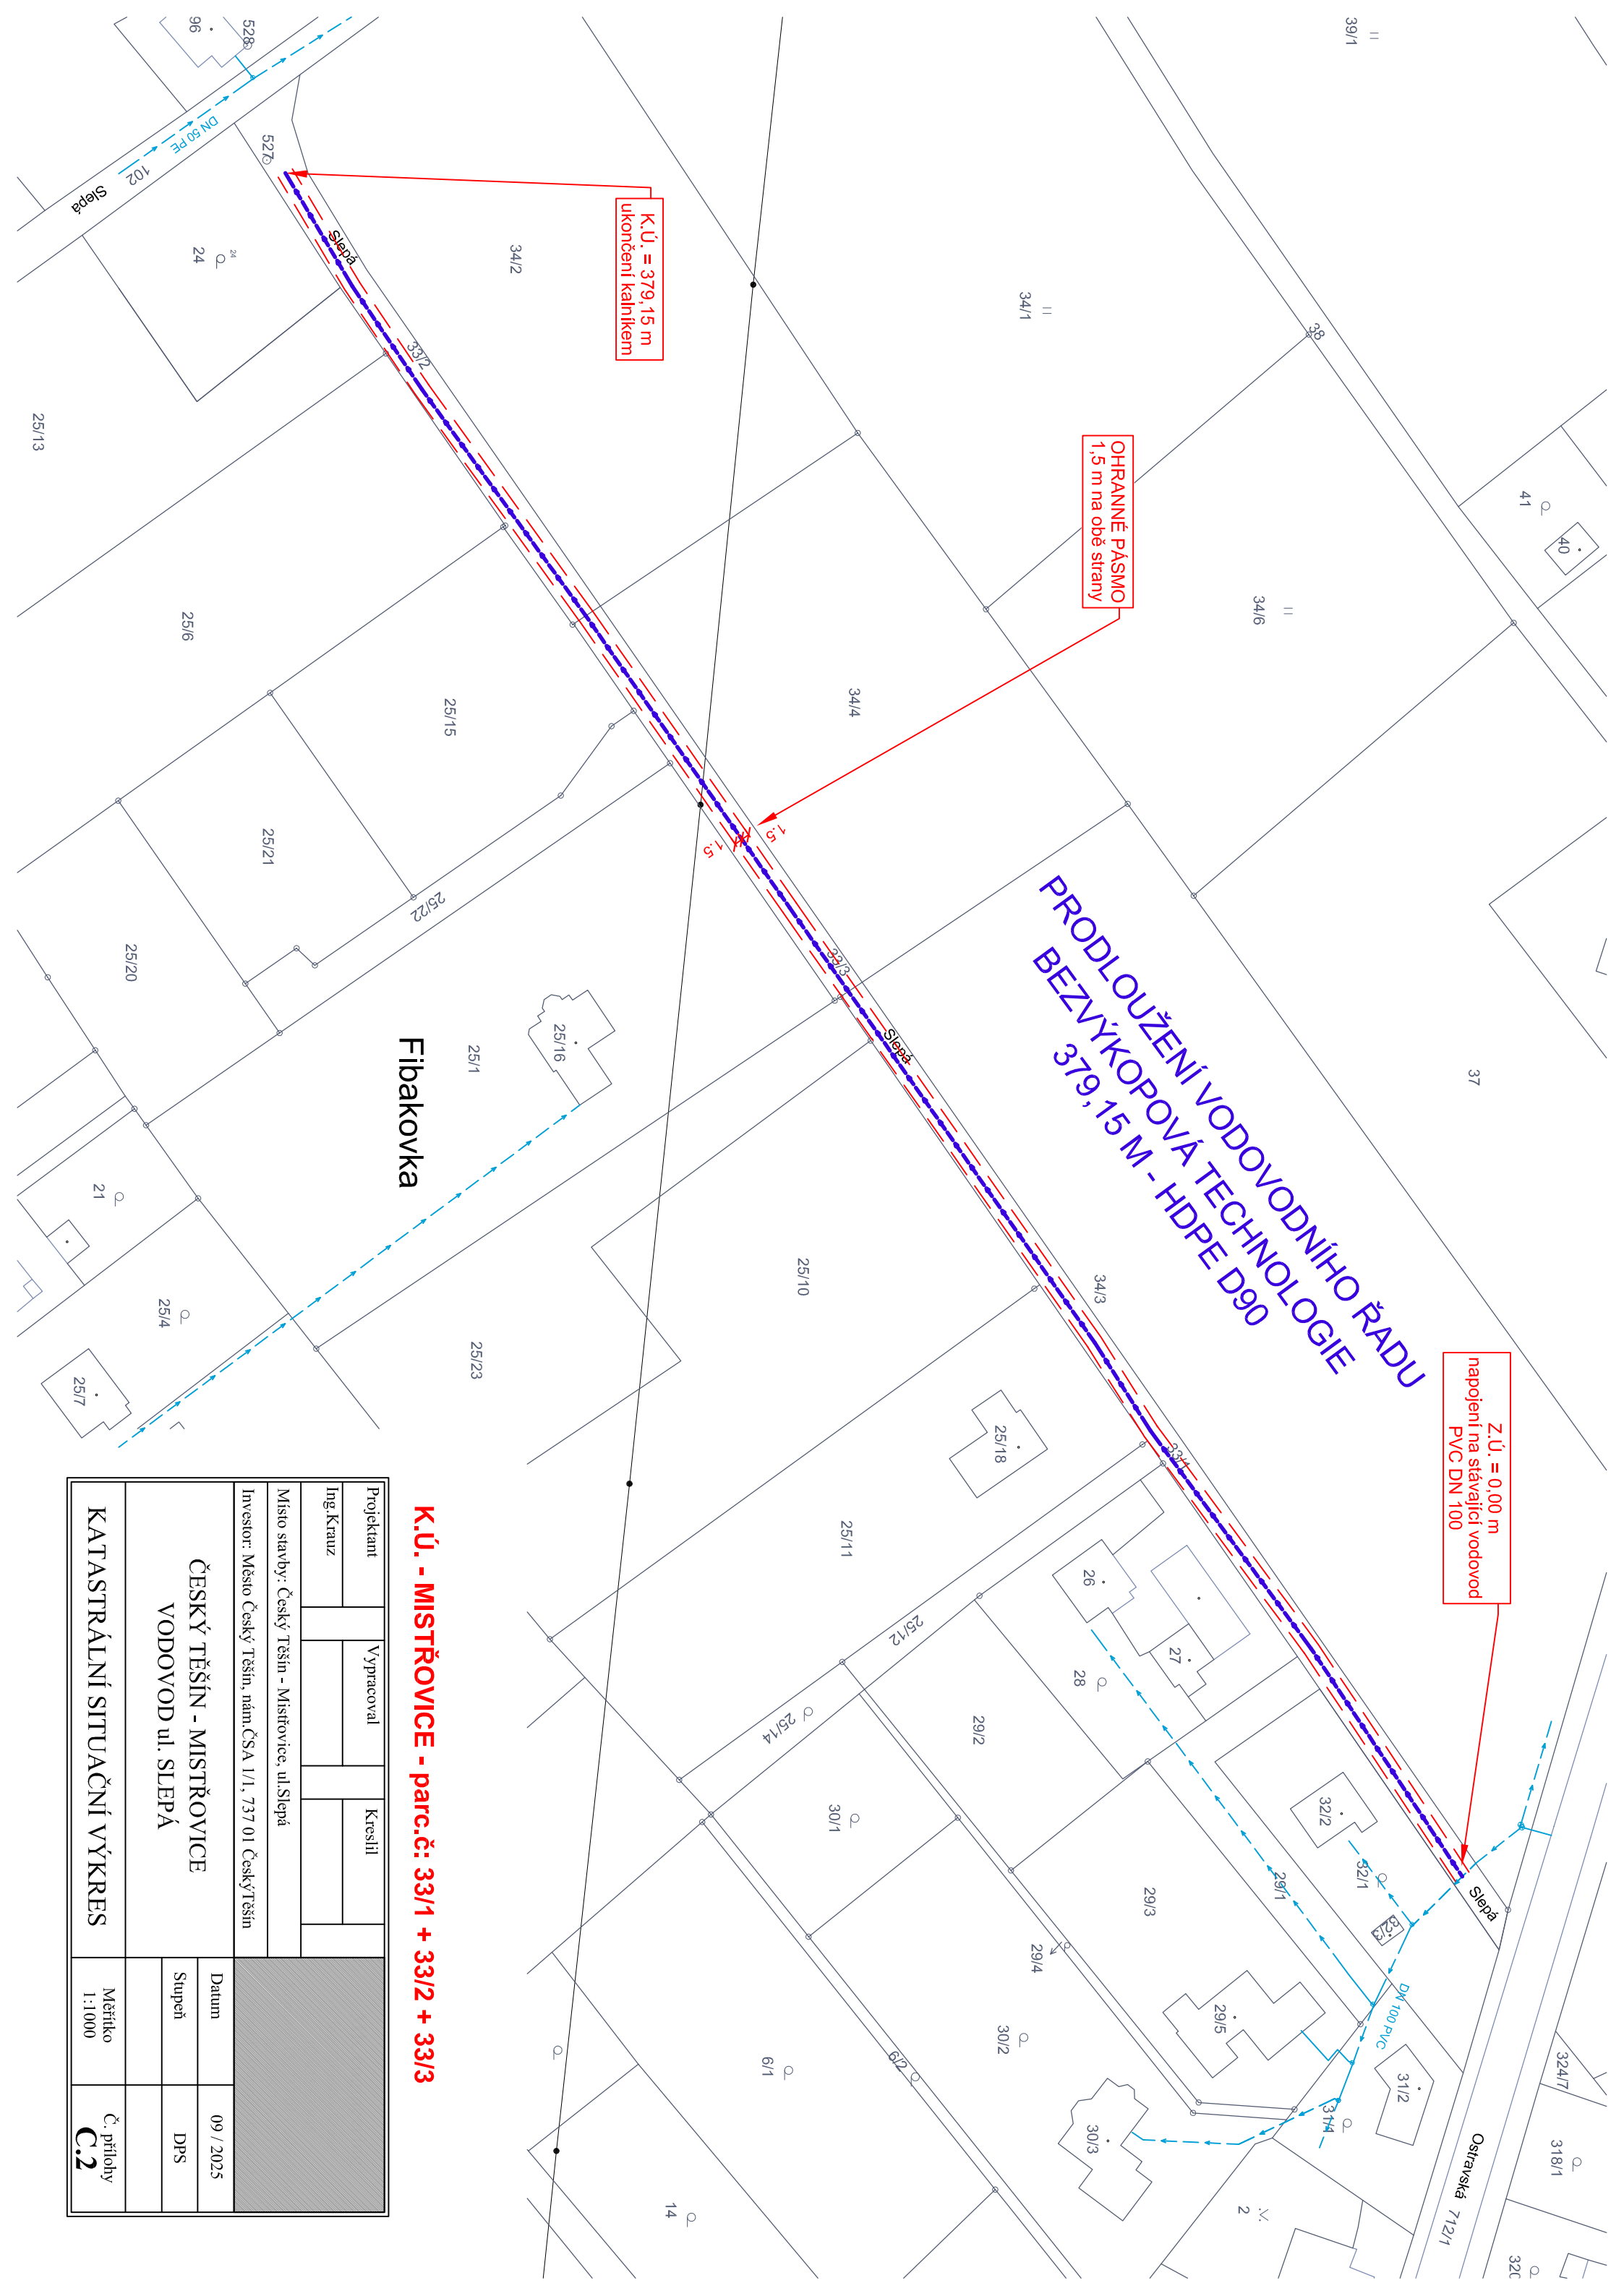 PRODLOUŽENÍ VODOVODNÍHO ŘADU
BEZVÝKOPOVÁ TECHNOLOGIE
379,15 M - HDPE D90
Z.Ú. = 0,00 m
napojení na stávající vodovod
PVC DN 100
OHRANNÉ PÁSMO
1,5 m na obě strany
K.Ú. = 379,15 m
ukončení kalníkem
K.Ú. - MISTŘOVICE - parc.č: 33/1 + 33/2 + 33/3
Fibakovka
Slepá
Slepá
Slepá
Slepá
Ostravská
712/1
DN 50 PE
DN 100 PVC
102
1.5
1.5
39/1
38
41
40
37
34/1
34/2
34/6
34/4
34/3
33/2
33/3
33/1
528
96
527
24
24
25/13
25/6
25/15
25/21
25/22
25/20
25/16
25/1
21
25/4
25/7
25/10
25/23
25/18
25/11
25/12
25/14
26
27
28
29/2
29/1
29/3
29/4
29/5
30/1
30/2
30/3
31/1
31/2
32/2
32/1
32/3
6/1
6/2
14
2
324/7
318/1
320
Projektant
Vypracoval
Kreslil
Ing.Krauz
Místo stavby: Český Těšín - Mistřovice, ul.Slepá
Investor: Město Český Těšín, nám.ČSA 1/1, 737 01 ČeskýTěšín
ČESKÝ TĚŠÍN - MISTŘOVICE
VODOVOD ul. SLEPÁ
KATASTRÁLNÍ SITUAČNÍ VÝKRES
Datum
09 / 2025
Stupeň
DPS
Měřítko
1:1000
Č. přílohy
C.2